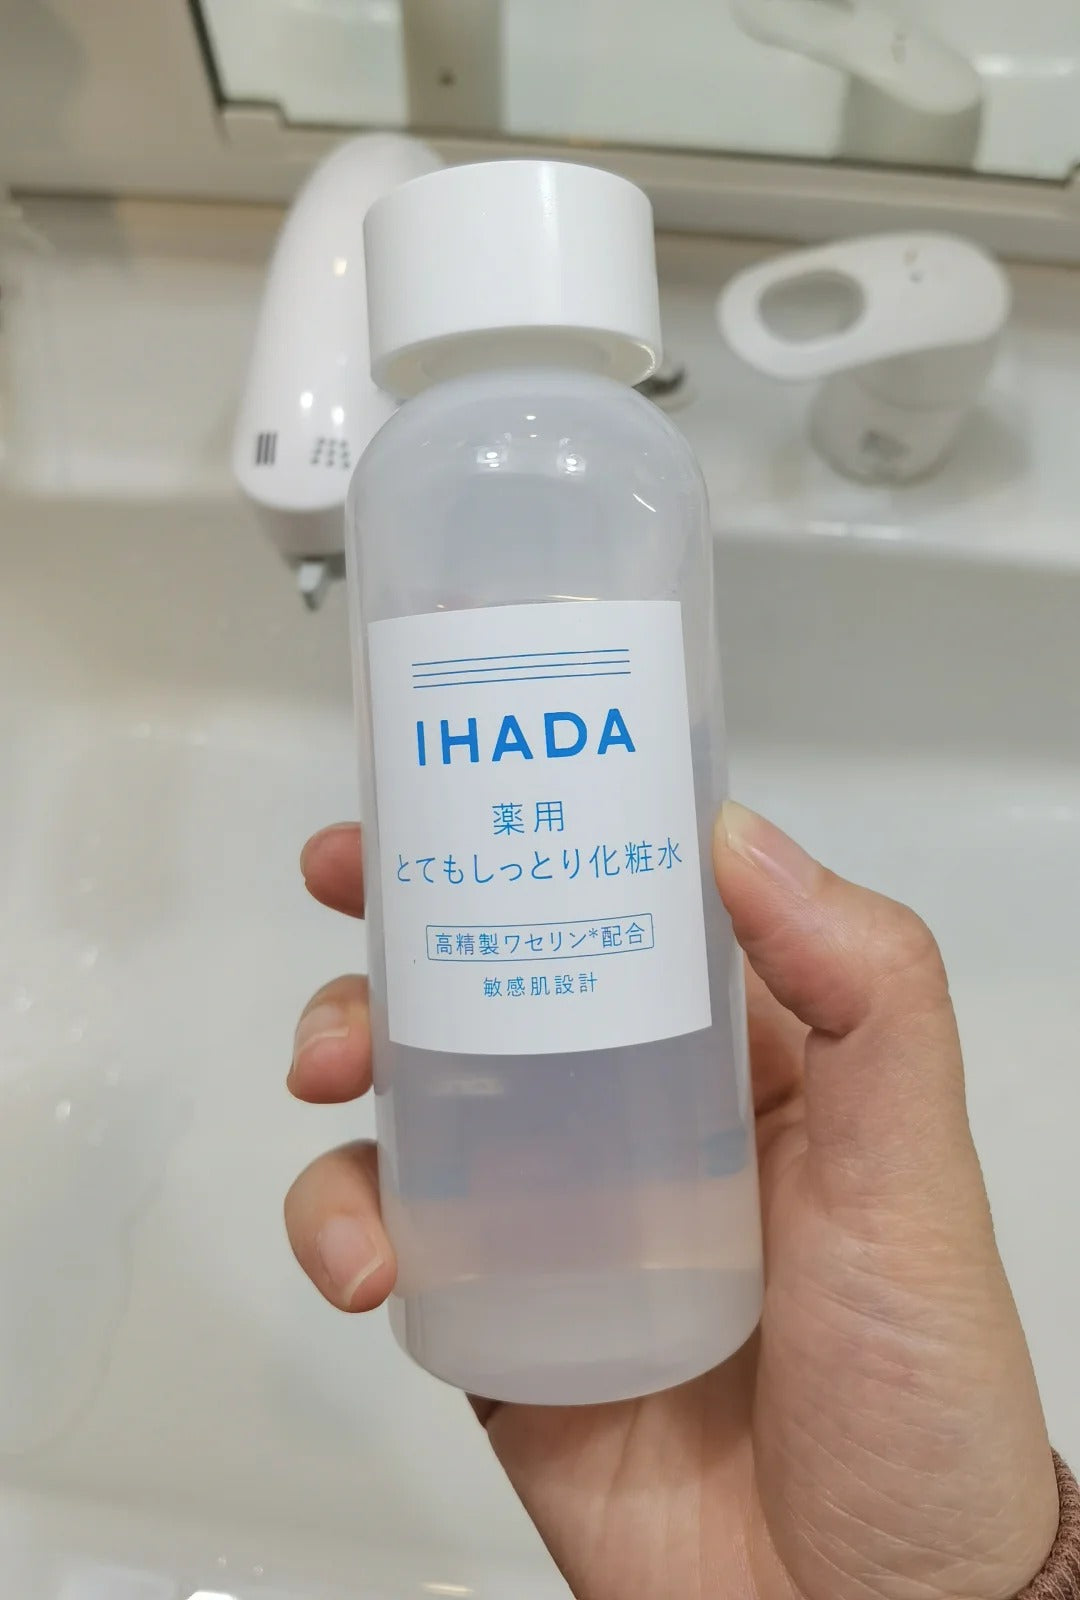 IHADA
薬用
とてもしっとり化粧水
高精製ワセリン*配合
敏感肌設計